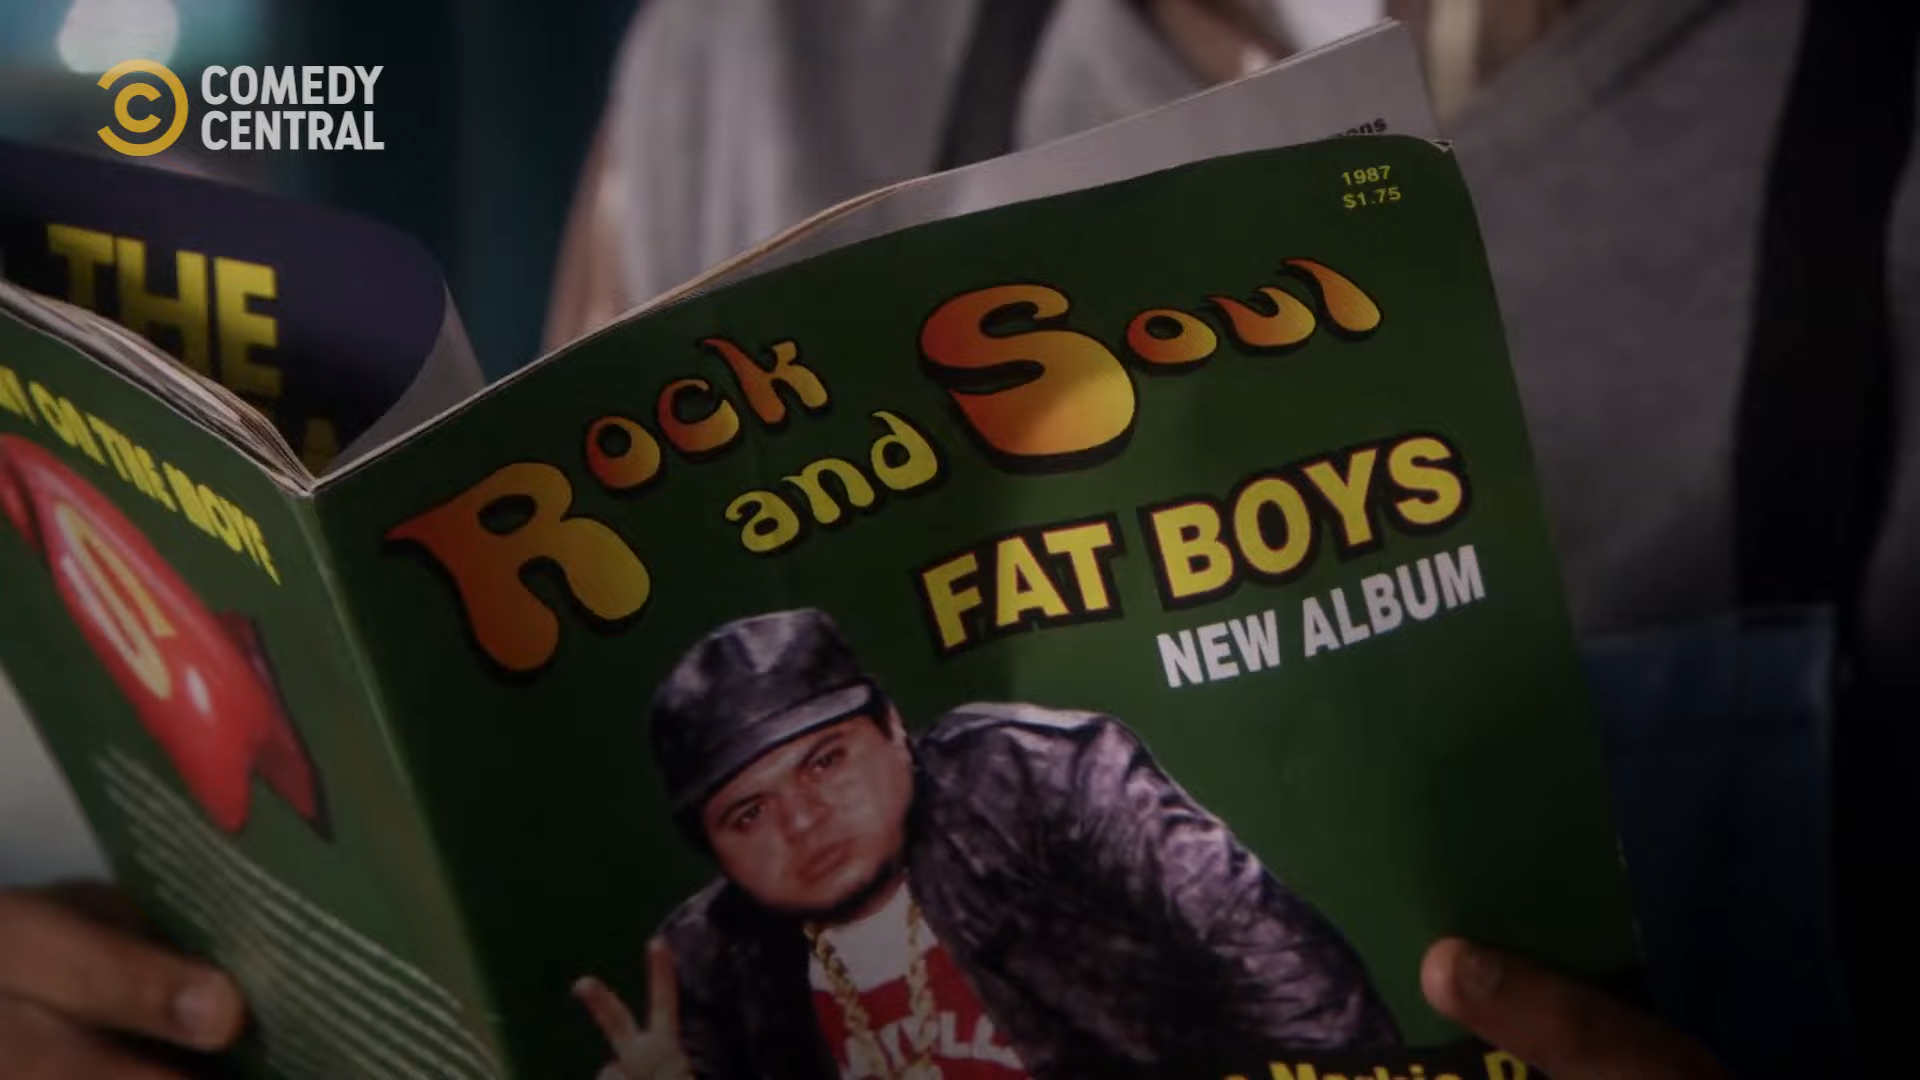 COMEDY
CENTRAL
THE
1987
$1.75
Rock
and
Soul
FAT BOYS
NEW ALBUM